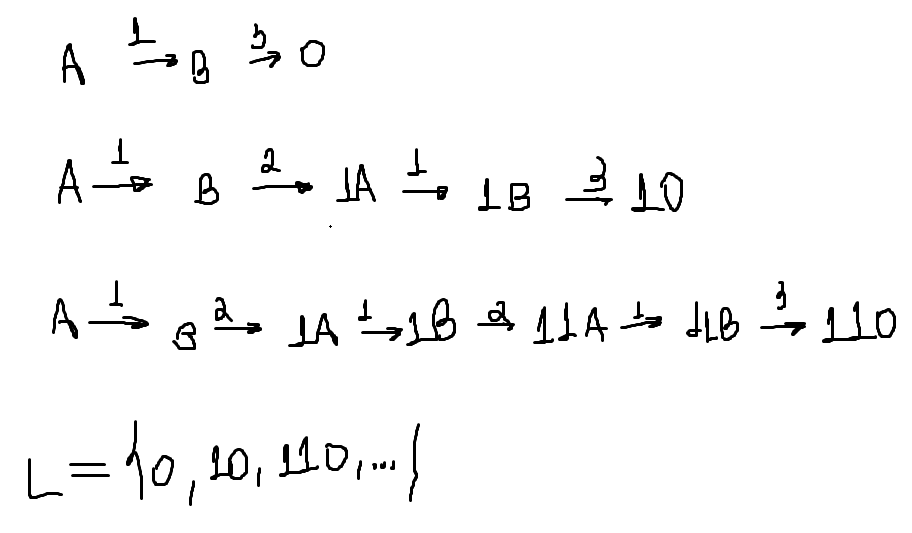 A 1→ B 3→ 0
A 1→ B 2→ 1A 1→ 1B 3→ 10
A 1→ B 2→ 1A 1→ 1B 2→ 11A 1→ 11B 3→ 110
L = {0, 10, 110, ...}